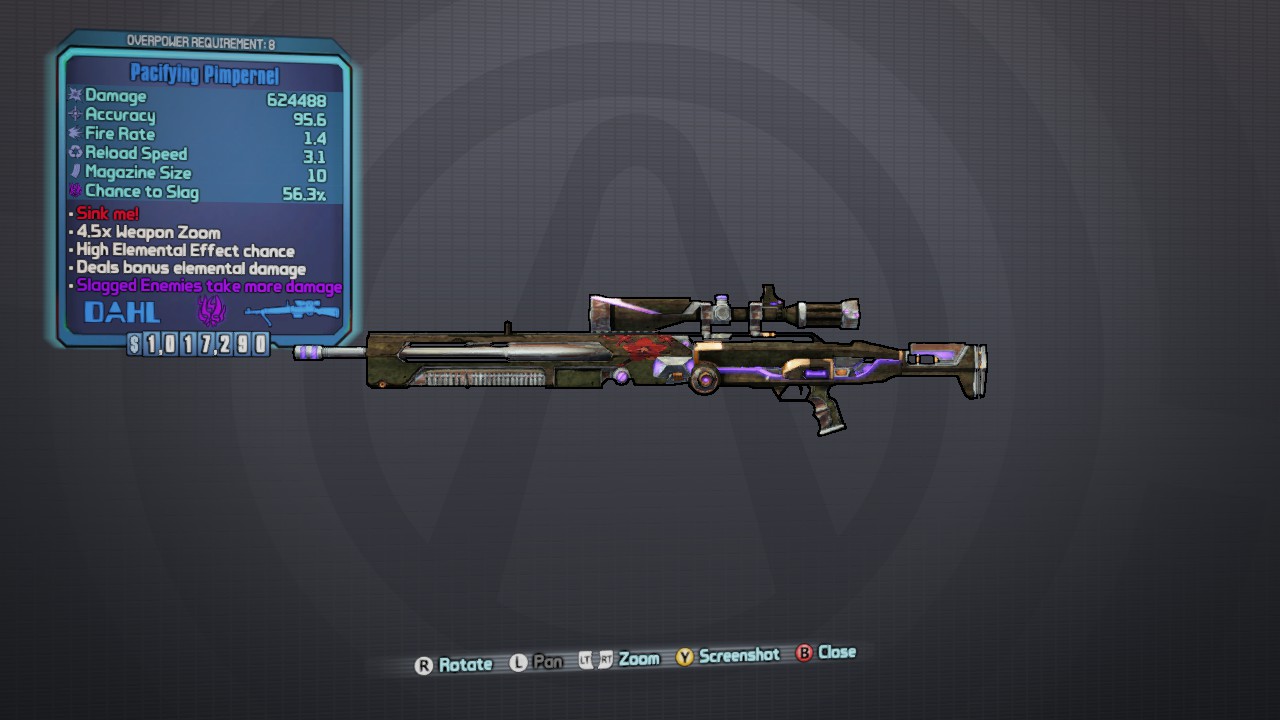 OVERPOWER REQUIREMENT: 8
Pacifying Pimpernel
Damage 624488
Accuracy 95.6
Fire Rate 1.4
Reload Speed 3.1
Magazine Size 10
Chance to Slag 56.3%
• Sink me!
• 4.5x Weapon Zoom
• High Elemental Effect chance
• Deals bonus elemental damage
• Slagged Enemies take more damage
DAHL
$ 1,017,290
R Rotate L Pan LT RT Zoom Y Screenshot B Close